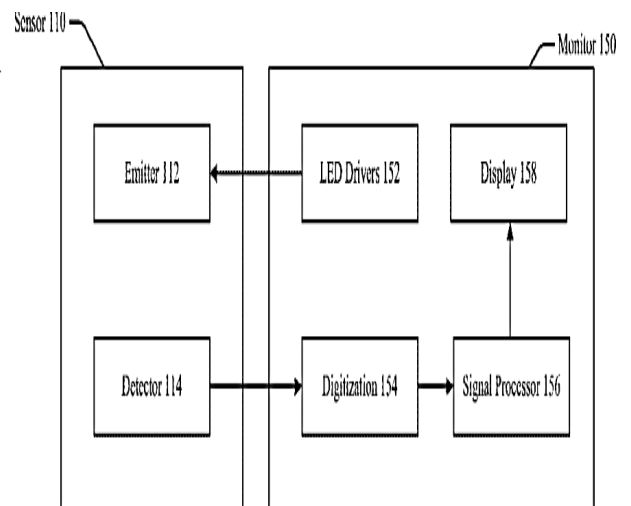 Sensor 110
Monitor 150
Emitter 112
LED Drivers 152
Display 158
Detector 114
Digitization 154
Signal Processor 156